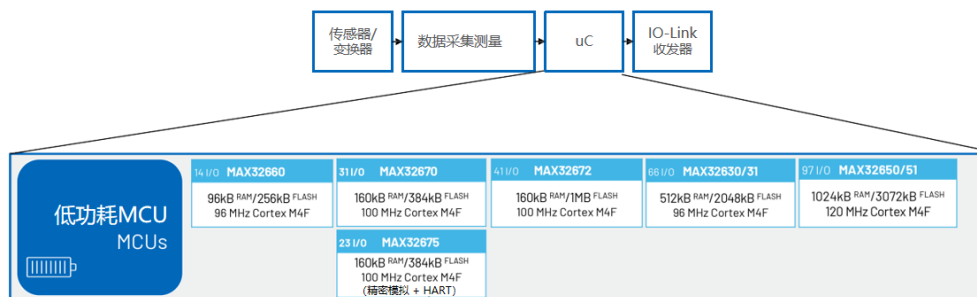 传感器/
变换器
数据采集测量
uC
IO-Link
收发器
低功耗MCU
MCUs
14 I/O MAX32660
96kB RAM/256kB FLASH
96 MHz Cortex M4F
31 I/O MAX32670
160kB RAM/384kB FLASH
100 MHz Cortex M4F
41 I/O MAX32672
160kB RAM/1MB FLASH
100 MHz Cortex M4F
66 I/O MAX32630/31
512kB RAM/2048kB FLASH
96 MHz Cortex M4F
97 I/O MAX32650/51
1024kB RAM/3072kB FLASH
120 MHz Cortex M4F
23 I/O MAX32675
160kB RAM/384kB FLASH
100 MHz Cortex M4F
(精密模拟 + HART)